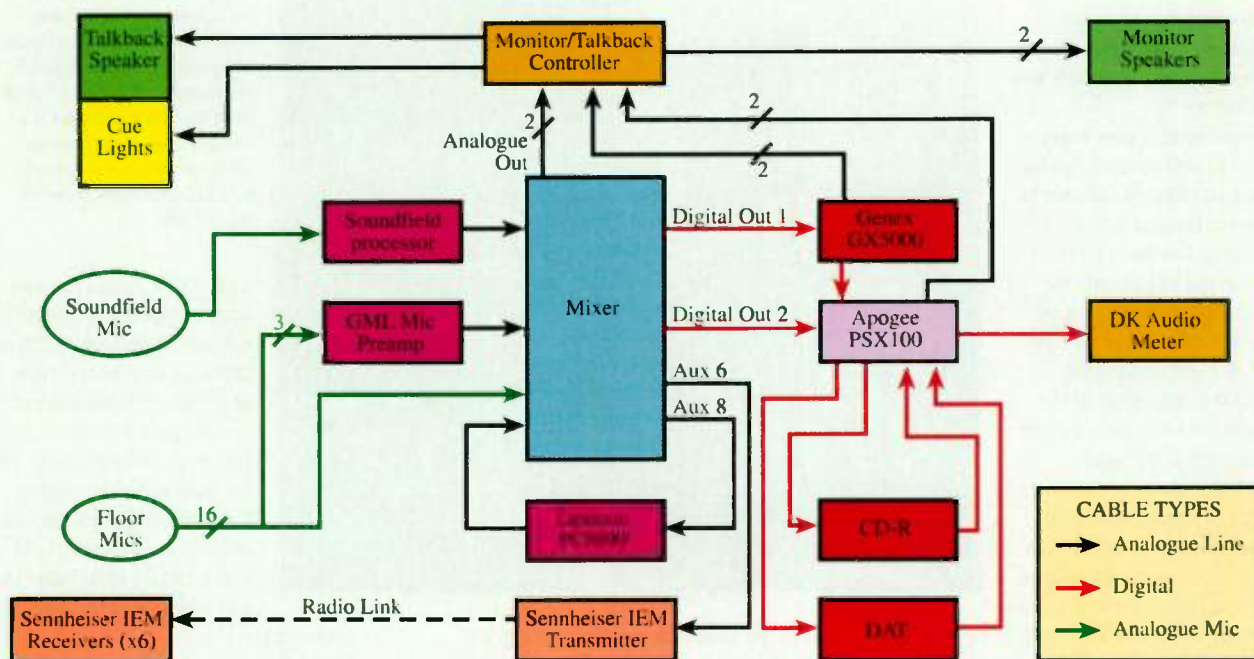 Talkback
Speaker
Cue
Lights
Monitor/Talkback
Controller
2
Monitor
Speakers
2
Analogue
Out
2
2
Soundfield
processor
Digital Out 1
Genex
GX8000
Soundfield
Mic
3
GML Mic
Preamp
Mixer
Digital Out 2
Apogee
PSX100
DK Audio
Meter
Aux 6
Aux 8
16
Floor
Mics
CD-R
CABLE TYPES
Analogue Line
Digital
Analogue Mic
Sennheiser IEM
Receivers (x6)
Radio Link
Sennheiser IEM
Transmitter
DAT